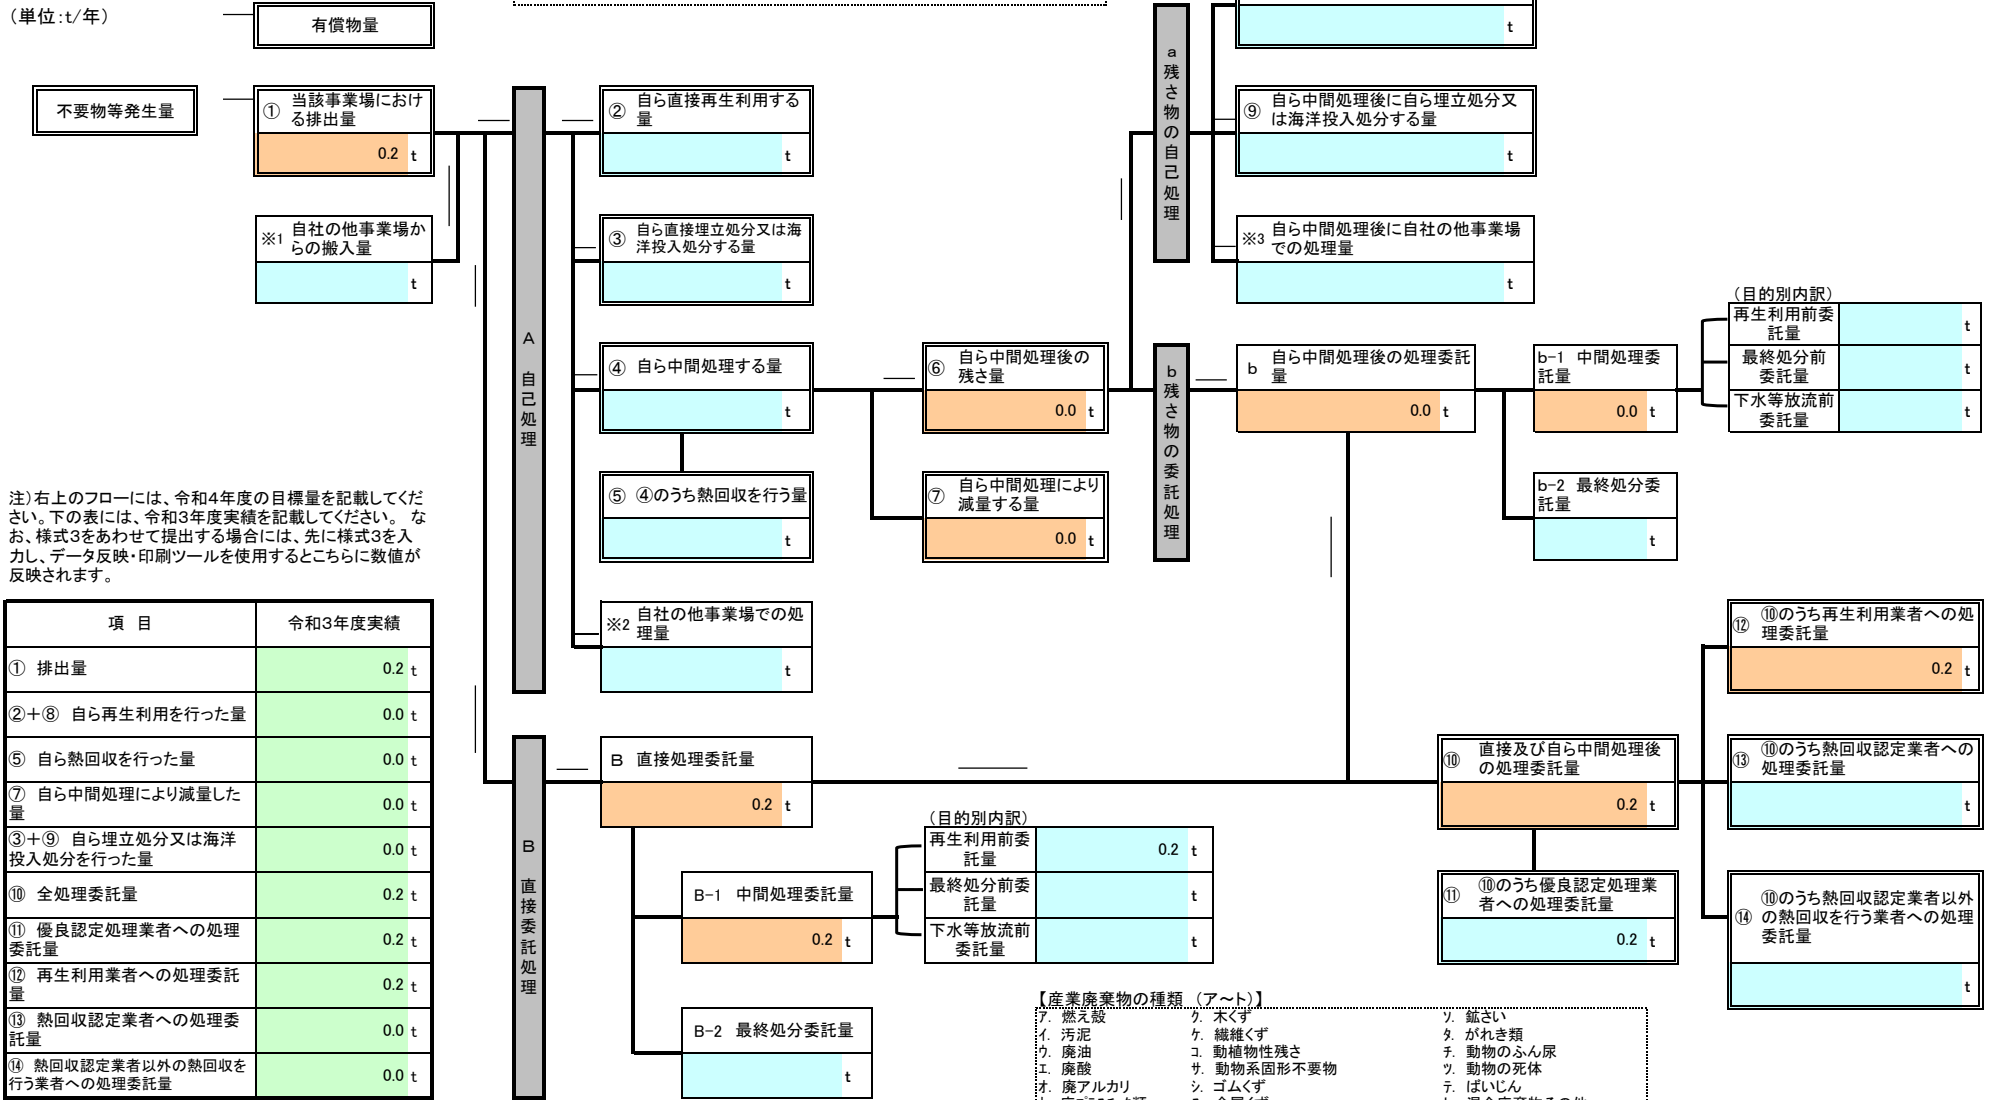 （単位：t/年）
有償物量
t
不要物等発生量
① 当該事業場におけ
る排出量
0.2 t
※1 自社の他事業場か
らの搬入量
t
A 自己処理
② 自ら直接再生利用する
量
t
③ 自ら直接埋立処分又は海
洋投入処分する量
t
④ 自ら中間処理する量
t
⑤ ④のうち熱回収を行う量
t
※2 自社の他事業場での処
理量
t
⑥ 自ら中間処理後の
残さ量
0.0 t
⑦ 自ら中間処理により
減量する量
0.0 t
a 残さ物の自己処理
⑨ 自ら中間処理後に自ら埋立処分又
は海洋投入処分する量
t
※3 自ら中間処理後に自社の他事業場
での処理量
t
b 残さ物の委託処理
b 自ら中間処理後の処理委託
量
0.0 t
b-1 中間処理委
託量
0.0 t
b-2 最終処分委
託量
t
（目的別内訳）
再生利用前委
託量
t
最終処分前
委託量
t
下水等放流前
委託量
t
注）右上のフローには、令和4年度の目標量を記載してくだ
さい。下の表には、令和3年度実績を記載してください。 な
お、様式3をあわせて提出する場合には、先に様式3を入
力し、データ反映・印刷ツールを使用するとこちらに数値が
反映されます。
項 目 令和3年度実績
① 排出量 0.2 t
②＋⑧ 自ら再生利用を行った量 0.0 t
⑤ 自ら熱回収を行った量 0.0 t
⑦ 自ら中間処理により減量した
量 0.0 t
③＋⑨ 自ら埋立処分又は海洋
投入処分を行った量 0.0 t
⑩ 全処理委託量 0.2 t
⑪ 優良認定処理業者への処理
委託量 0.2 t
⑫ 再生利用業者への処理委託
量 0.2 t
⑬ 熱回収認定業者への処理委
託量 0.0 t
⑭ 熱回収認定業者以外の熱回収を
行う業者への処理委託量 0.0 t
B 直接委託処理
B 直接処理委託量
0.2 t
B-1 中間処理委託量
0.2 t
B-2 最終処分委託量
t
（目的別内訳）
再生利用前委
託量
0.2 t
最終処分前委
託量
t
下水等放流前
委託量
t
⑩ 直接及び自ら中間処理後
の処理委託量
0.2 t
⑪ ⑩のうち優良認定処理業
者への処理委託量
0.2 t
⑫ ⑩のうち再生利用業者への処
理委託量
0.2 t
⑬ ⑩のうち熱回収認定業者への
処理委託量
t
⑭ ⑩のうち熱回収認定業者以外
の熱回収を行う業者への処理
委託量
t
【産業廃棄物の種類 （ア～ト）】
ア. 燃え殻 ク. 木くず ソ. 鉱さい
イ. 汚泥 ケ. 繊維くず タ. がれき類
ウ. 廃油 コ. 動植物性残さ チ. 動物のふん尿
エ. 廃酸 サ. 動物系固形不要物 ツ. 動物の死体
オ. 廃アルカリ シ. ゴムくず テ. ばいじん